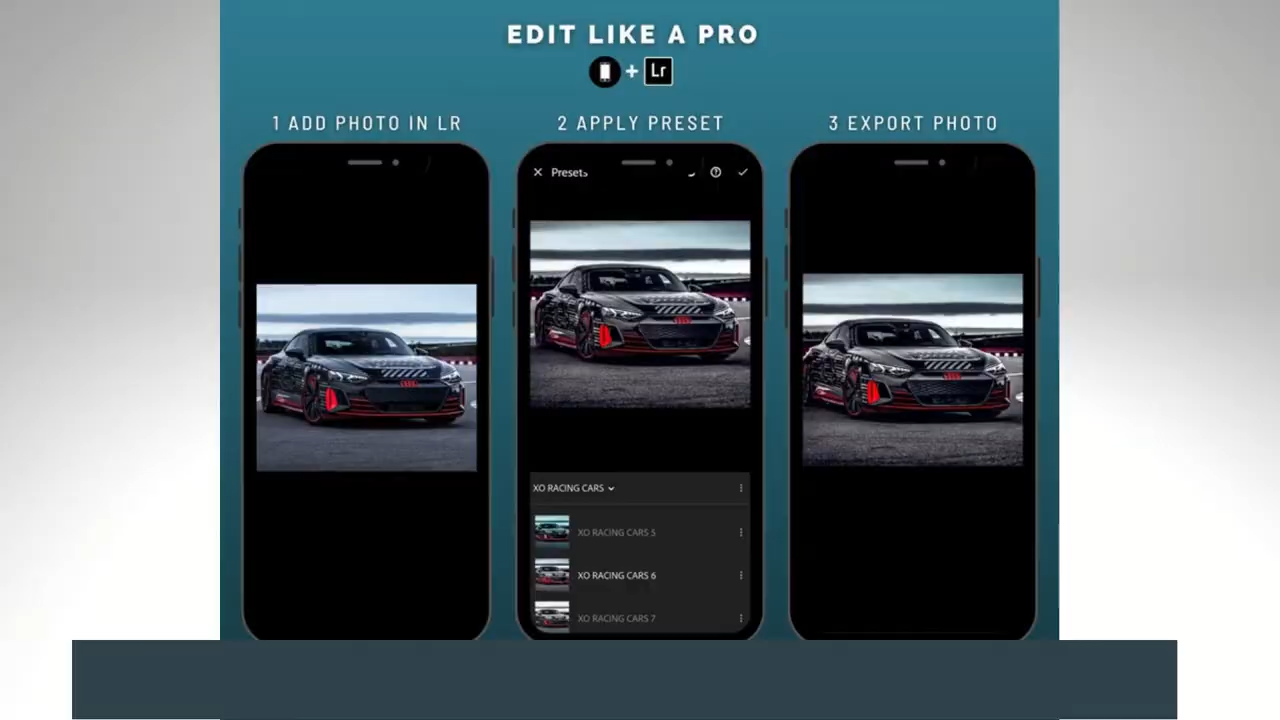 EDIT LIKE A PRO
+ Lr
1 ADD PHOTO IN LR
2 APPLY PRESET
3 EXPORT PHOTO
Presets
XO RACING CARS
XO RACING CARS 5
XO RACING CARS 6
XO RACING CARS 7